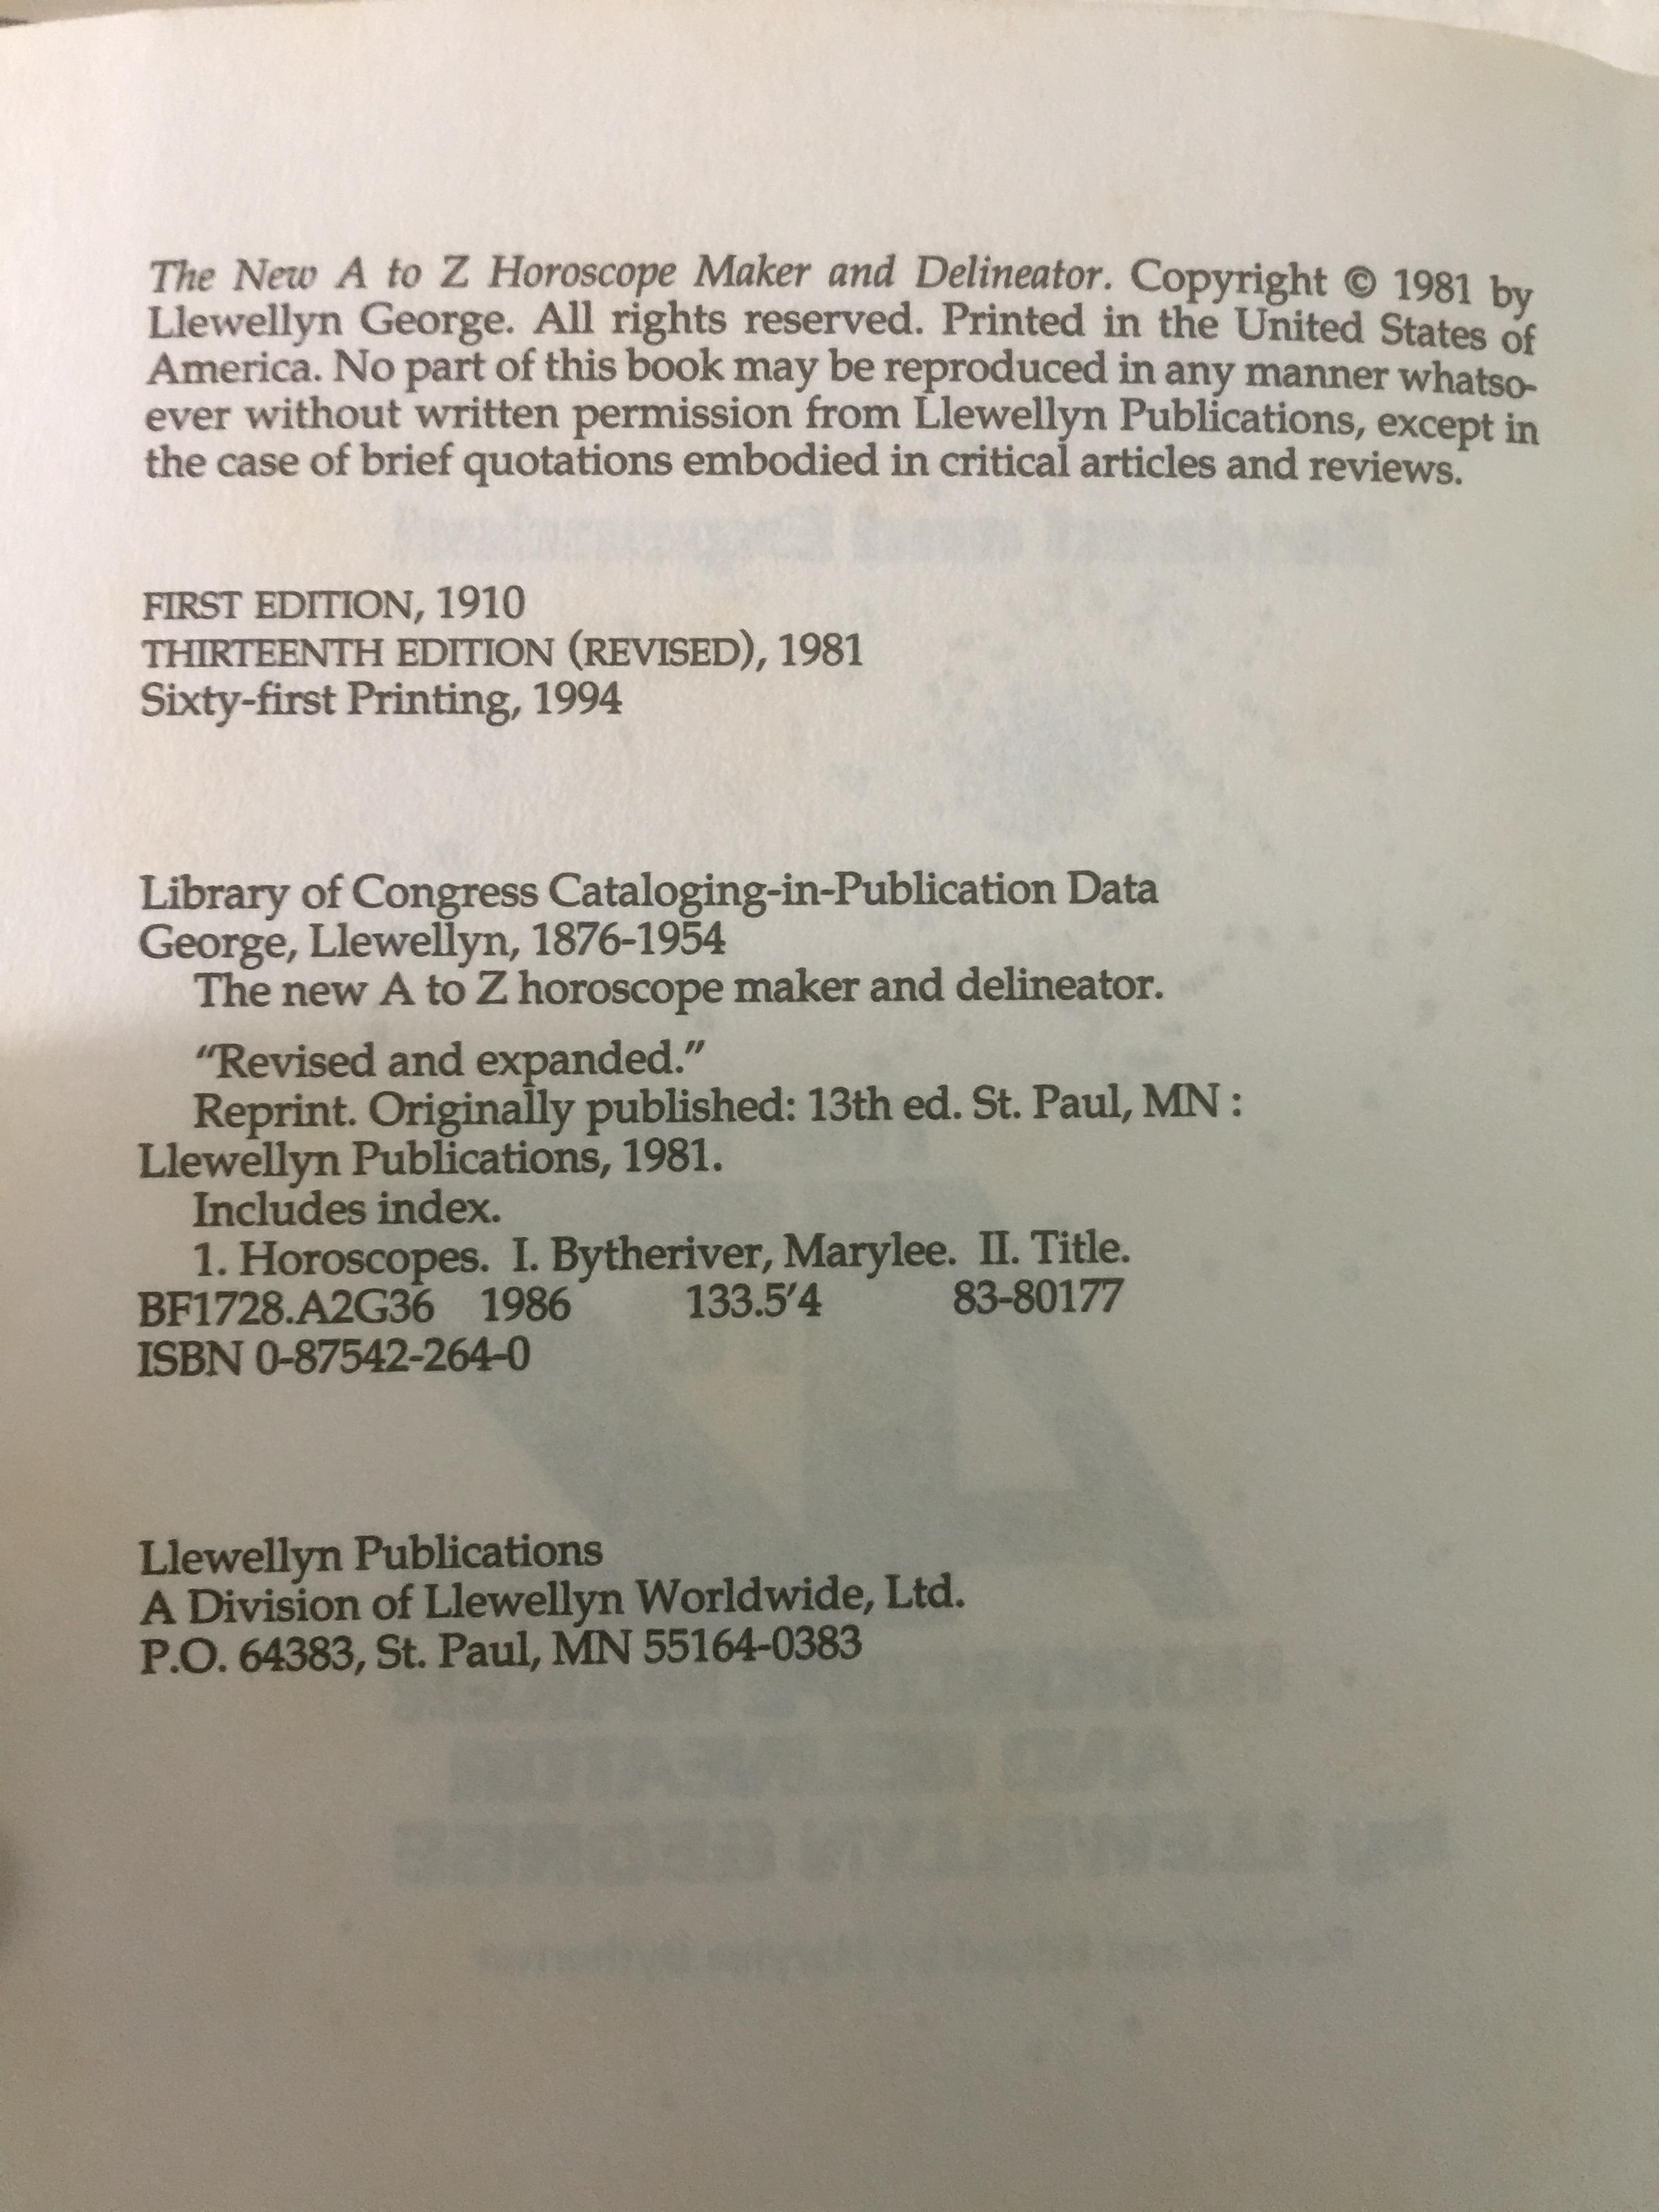 The New A to Z Horoscope Maker and Delineator. Copyright © 1981 by
Llewellyn George. All rights reserved. Printed in the United States of
America. No part of this book may be reproduced in any manner whatso-
ever without written permission from Llewellyn Publications, except in
the case of brief quotations embodied in critical articles and reviews.
FIRST EDITION, 1910
THIRTEENTH EDITION (REVISED), 1981
Sixty-first Printing, 1994
Library of Congress Cataloging-in-Publication Data
George, Llewellyn, 1876-1954
The new A to Z horoscope maker and delineator.
“Revised and expanded.”
Reprint. Originally published: 13th ed. St. Paul, MN :
Llewellyn Publications, 1981.
Includes index.
1. Horoscopes. I. Bytheriver, Marylee. II. Title.
BF1728.A2G36 1986 133.5′4 83-80177
ISBN 0-87542-264-0
Llewellyn Publications
A Division of Llewellyn Worldwide, Ltd.
P.O. 64383, St. Paul, MN 55164-0383